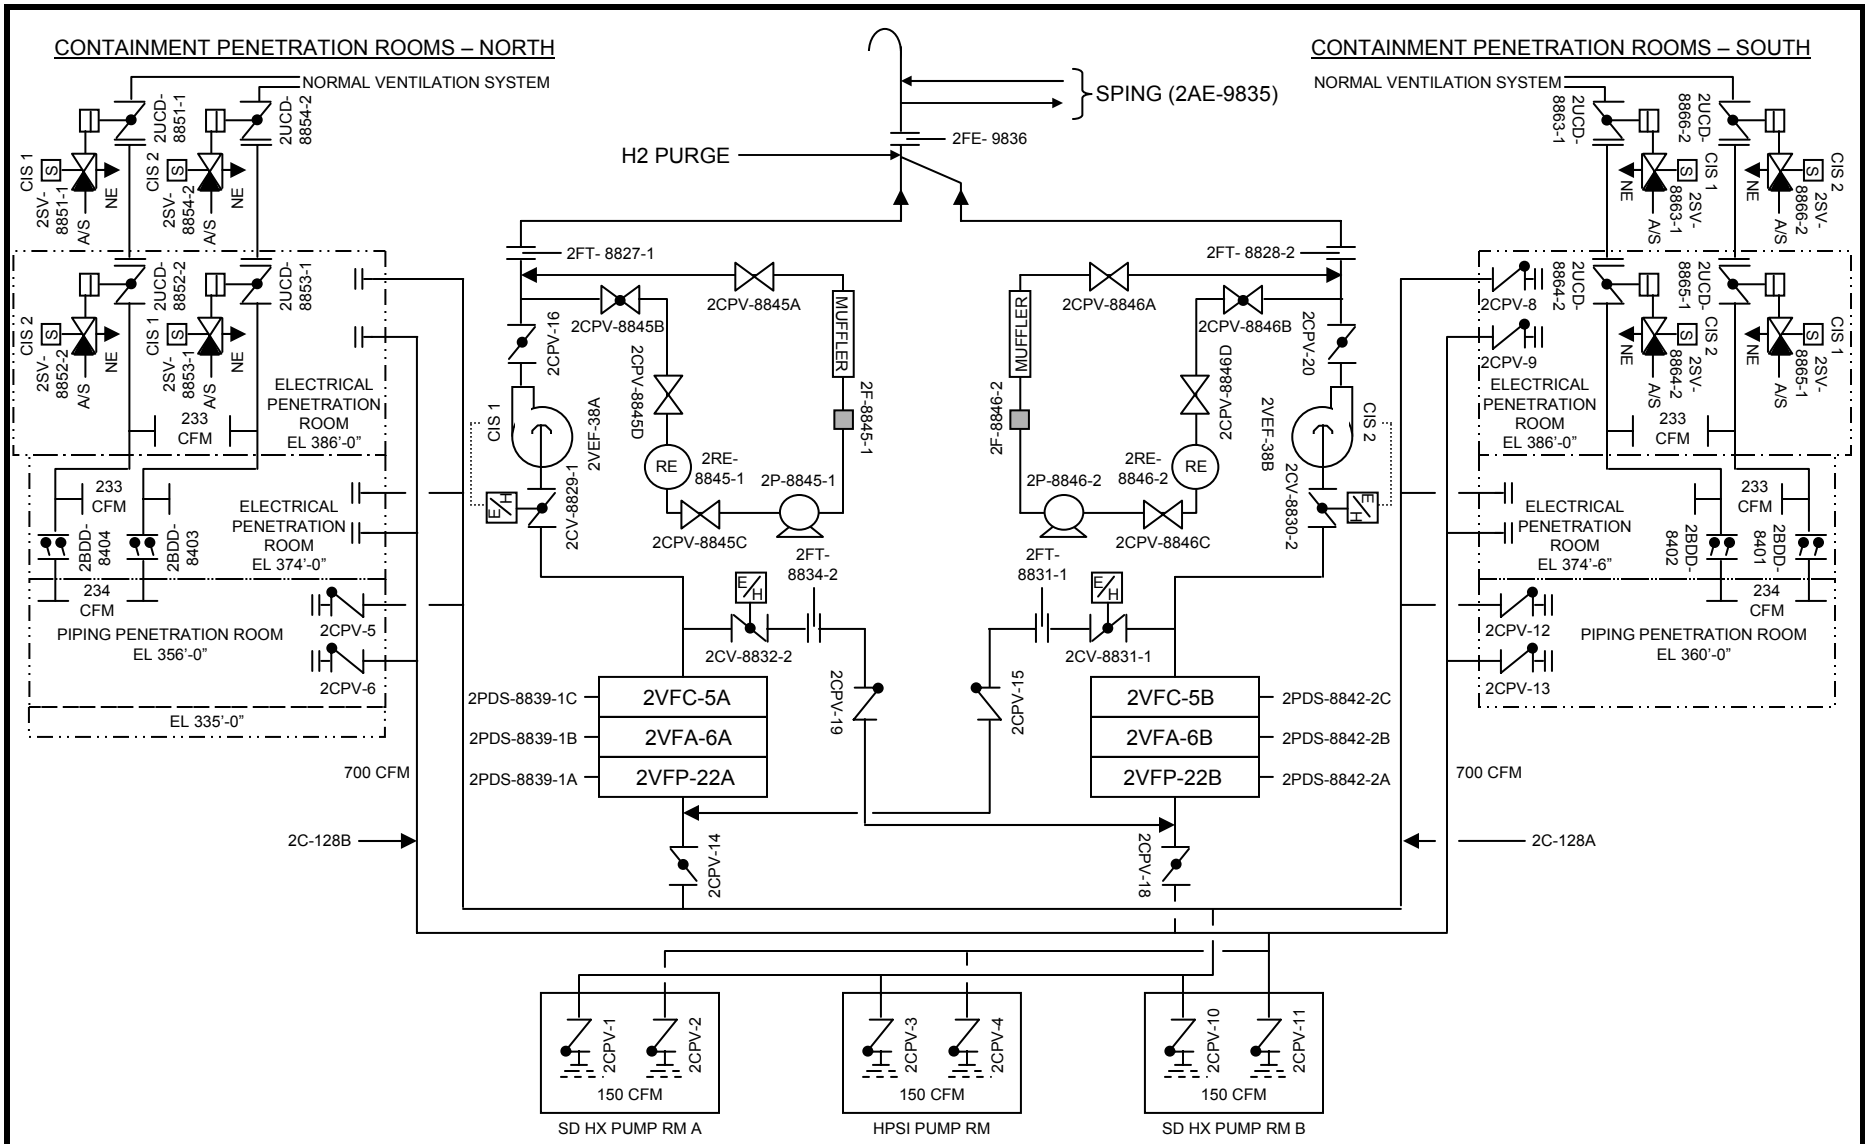 CONTAINMENT PENETRATION ROOMS – NORTH
NORMAL VENTILATION SYSTEM
2UCD-
8851-1
2UCD-
8854-2
CIS 1
S
2SV-
8851-1
A/S
NE
CIS 2
S
2SV-
8854-2
A/S
NE
2UCD-
8852-2
2UCD-
8853-1
CIS 2
S
2SV-
8852-2
A/S
NE
CIS 1
S
2SV-
8853-1
A/S
NE
ELECTRICAL
PENETRATION
ROOM
EL 386'-0”
233
CFM
233
CFM
2BDD-
8404
2BDD-
8403
ELECTRICAL
PENETRATION
ROOM
EL 374'-0”
234
CFM
PIPING PENETRATION ROOM
EL 356'-0”
2CPV-5
2CPV-6
EL 335'-0”
700 CFM
2C-128B
SPING (2AE-9835)
2FE- 9836
H2 PURGE
2FT- 8827-1
2CPV-8845A
2CPV-8845B
2CPV-16
MUFFLER
2CPV-8845D
2F-8845-1
CIS 1
2VEF-38A
RE
2RE-
8845-1
2P-8845-1
E/H
2CV-8829-1
2CPV-8845C
2FT-
8834-2
E/H
2CV-8832-2
2CPV-19
2PDS-8839-1C
2VFC-5A
2PDS-8839-1B
2VFA-6A
2PDS-8839-1A
2VFP-22A
2CPV-14
2FT- 8828-2
2CPV-8846A
2CPV-8846B
2CPV-20
MUFFLER
2CPV-8846D
2F-8846-2
CIS 2
2VEF-38B
RE
2RE-
8846-2
2P-8846-2
E/H
2CV-8830-2
2CPV-8846C
2FT-
8831-1
E/H
2CV-8831-1
2CPV-15
2VFC-5B
2PDS-8842-2C
2VFA-6B
2PDS-8842-2B
2VFP-22B
2PDS-8842-2A
2CPV-18
CONTAINMENT PENETRATION ROOMS – SOUTH
NORMAL VENTILATION SYSTEM
2UCD-
8863-1
2UCD-
8866-2
CIS 1
S
2SV-
8863-1
A/S
NE
CIS 2
S
2SV-
8866-2
A/S
2CPV-8
2CPV-9
2UCD-
8864-2
2UCD-
8865-1
CIS 2
S
2SV-
8864-2
A/S
NE
CIS 1
S
2SV-
8865-1
A/S
NE
ELECTRICAL
PENETRATION
ROOM
EL 386'-0”
233
CFM
233
CFM
2BDD-
8402
2BDD-
8401
ELECTRICAL
PENETRATION
ROOM
EL 374'-6”
234
CFM
2CPV-12
PIPING PENETRATION ROOM
EL 360'-0”
2CPV-13
700 CFM
2C-128A
2CPV-1
2CPV-2
150 CFM
SD HX PUMP RM A
2CPV-3
2CPV-4
150 CFM
HPSI PUMP RM
2CPV-10
2CPV-11
150 CFM
SD HX PUMP RM B